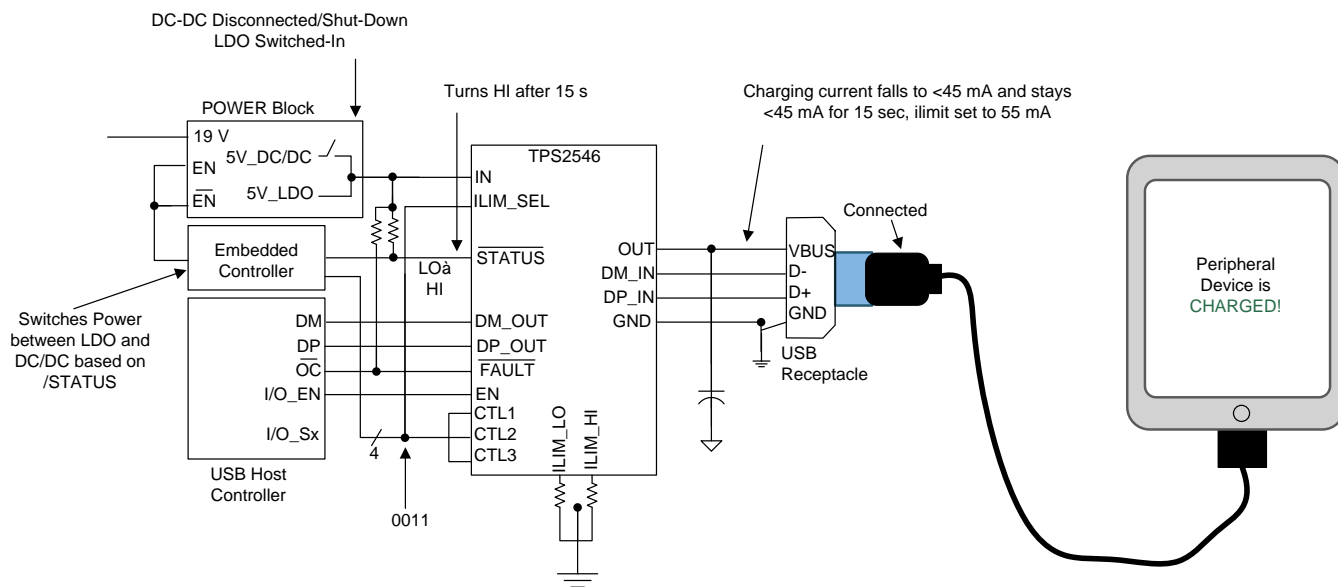 DC-DC Disconnected/Shut-Down
LDO Switched-In
Turns HI after 15 s
Charging current falls to <45 mA and stays
<45 mA for 15 sec, ilimit set to 55 mA
POWER Block
19 V
EN
EN
5V_DC/DC
5V_LDO
TPS2546
IN
ILIM_SEL
STATUS
LOà
HI
Embedded
Controller
Switches Power
between LDO and
DC/DC based on
/STATUS
DM
DP
OC
I/O_EN
I/O_Sx
USB Host
Controller
4
0011
DM_OUT
DP_OUT
FAULT
EN
CTL1
CTL2
CTL3
ILIM_LO
ILIM_HI
OUT
DM_IN
DP_IN
GND
VBUS
D-
D+
GND
USB
Receptacle
Connected
Peripheral
Device is
CHARGED!